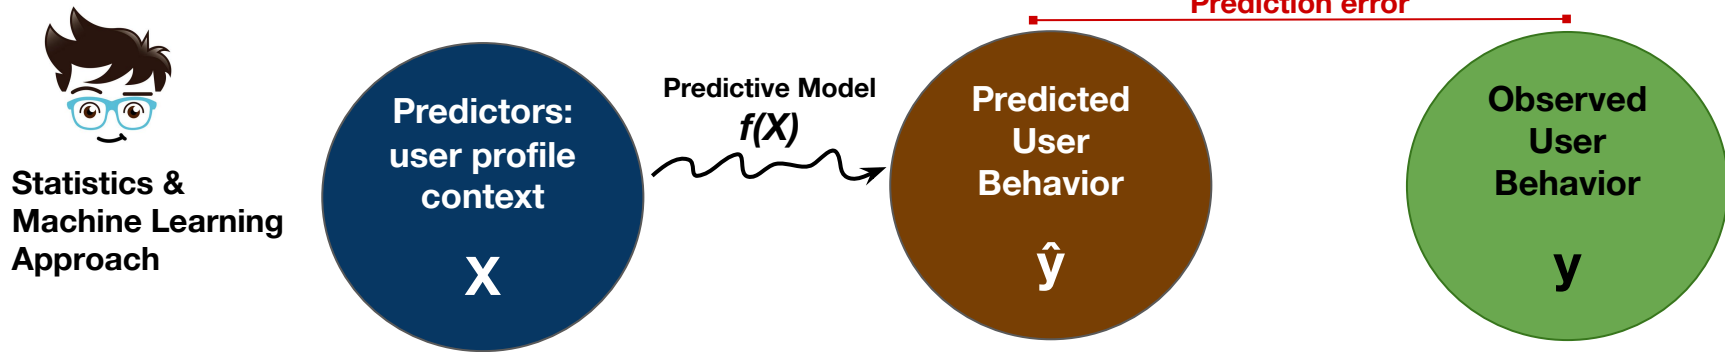 Prediction error
Statistics &
Machine Learning
Approach
Predictors:
user profile
context
X
Predictive Model
f(X)
Predicted
User
Behavior
ŷ
Observed
User
Behavior
y